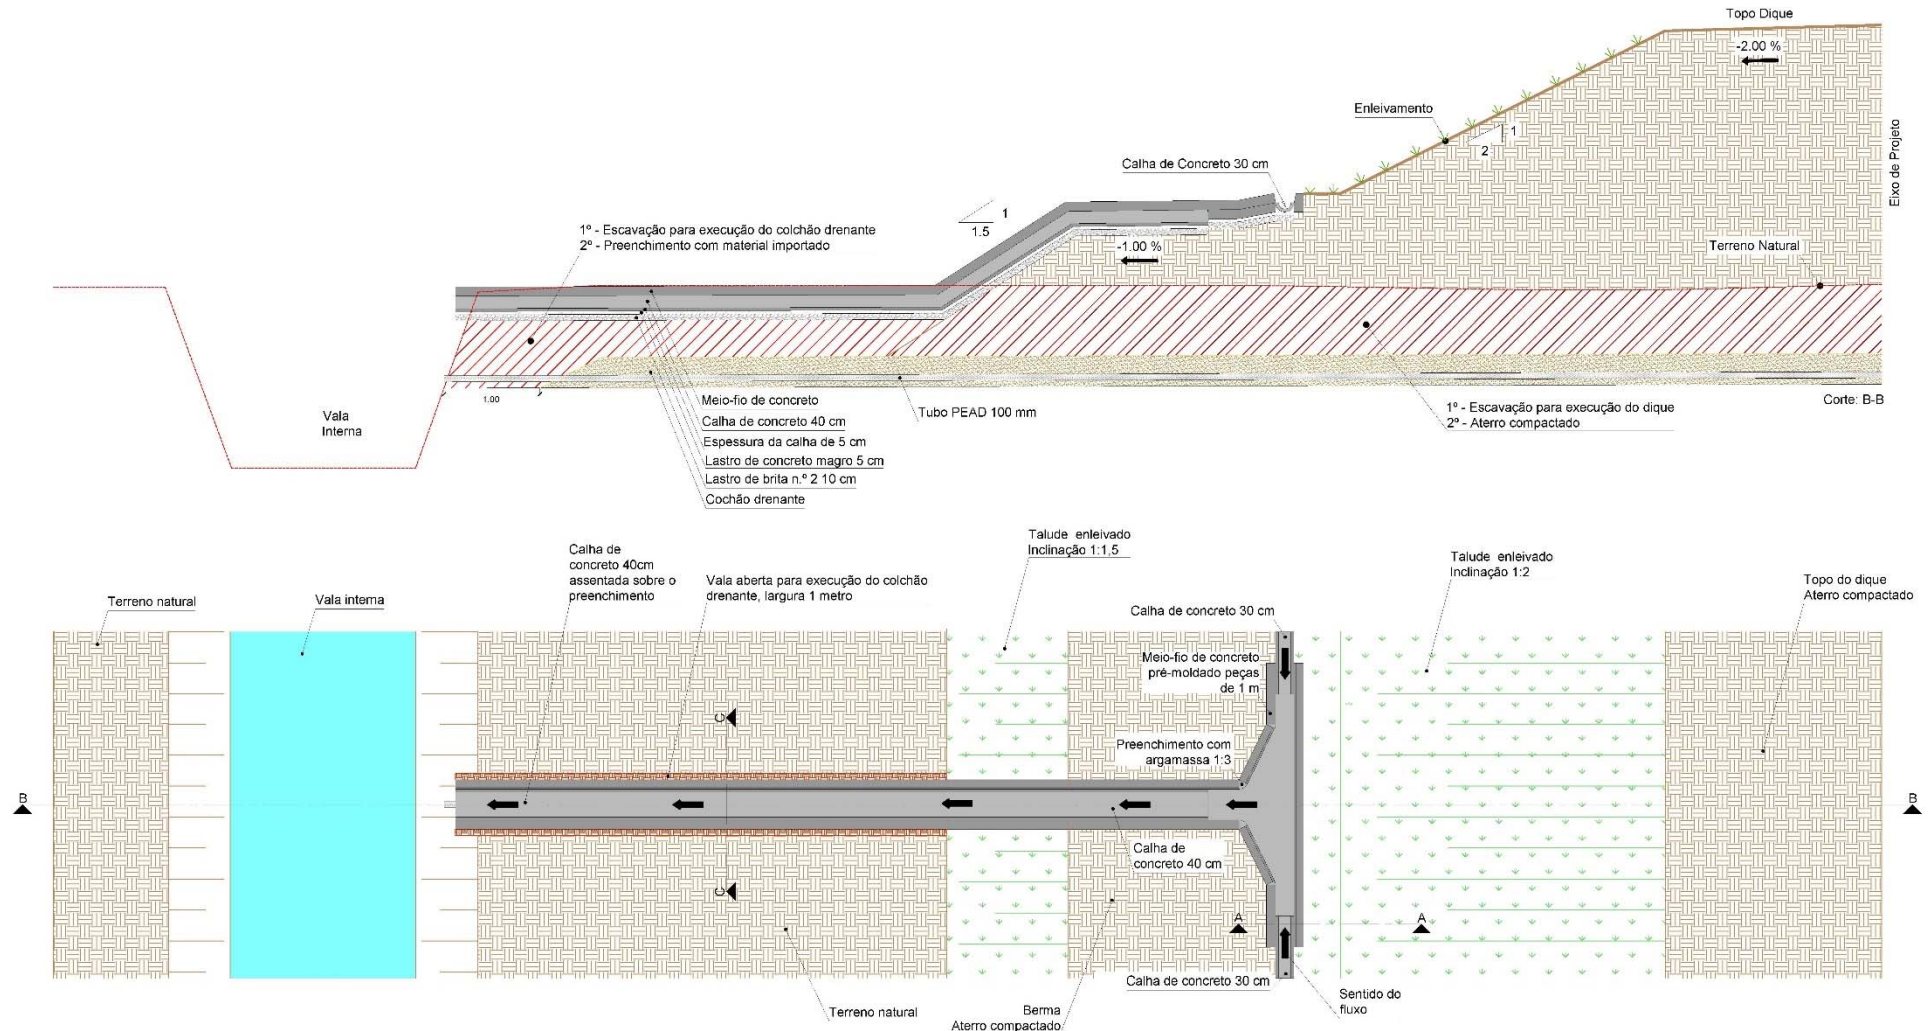 Topo Dique
-2.00 %
Enleivamento
1
2
Calha de Concreto 30 cm
Eixo de Projeto
1
1.5
1º - Escavação para execução do colchão drenante
2º - Preenchimento com material importado
-1.00 %
Terreno Natural
1.00
Vala
Interna
Meio-fio de concreto
Calha de concreto 40 cm
Espessura da calha de 5 cm
Lastro de concreto magro 5 cm
Lastro de brita n.º 2 10 cm
Cochão drenante
Tubo PEAD 100 mm
1º - Escavação para execução do dique
2º - Aterro compactado
Corte: B-B
Terreno natural
Vala interna
Calha de
concreto 40cm
assentada sobre o
preenchimento
Vala aberta para execução do colchão
drenante, largura 1 metro
Talude enleivado
Inclinação 1:1,5
Calha de concreto 30 cm
Talude enleivado
Inclinação 1:2
Topo do dique
Aterro compactado
Meio-fio de concreto
pré-moldado peças
de 1 m
C
Preenchimento com
argamassa 1:3
B
B
Calha de
concreto 40 cm
C
A
A
Calha de concreto 30 cm
Terreno natural
Berma
Aterro compactado
Sentido do
fluxo